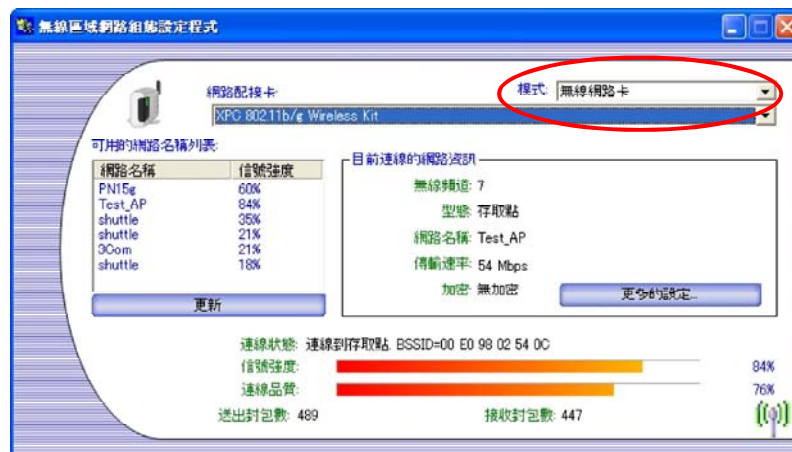 無線區域網路組態設定程式
網路配接卡:
模式: 無線網路卡
XPC 802.11b/g Wireless Kit
可用的網路名稱列表:
網路名稱 信號強度
PN15g 60%
Test_AP 84%
shuttle 35%
shuttle 21%
3Com 21%
shuttle 18%
更新
目前連線的網路資訊
無線頻道: 7
型態: 存取點
網路名稱: Test_AP
傳輸速率: 54 Mbps
加密: 無加密
更多的設定...
連線狀態: 連線到存取點. BSSID=00 E0 98 02 54 0C
信號強度: 84%
連線品質: 76%
送出封包數: 489 接收封包數: 447